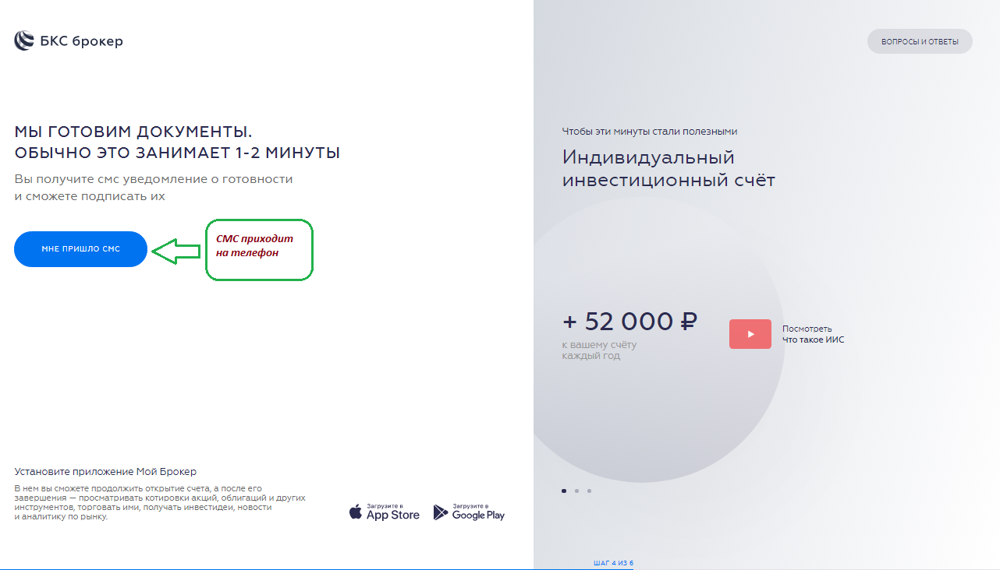 БКС брокер
МЫ ГОТОВИМ ДОКУМЕНТЫ.
ОБЫЧНО ЭТО ЗАНИМАЕТ 1-2 МИНУТЫ
Вы получите смс уведомление о готовности
и сможете подписать их
МНЕ ПРИШЛО СМС
СМС приходит
на телефон
Установите приложение Мой Брокер
В нем вы сможете продолжить открытие счета, а после его
завершения — просматривать котировки акций, облигаций и других
инструментов, торговать ими, получать инвестидеи, новости
и аналитику по рынку.
Загрузите в
App Store
Загрузите в
Google Play
ВОПРОСЫ И ОТВЕТЫ
Чтобы эти минуты стали полезными
Индивидуальный
инвестиционный счёт
+ 52 000 ₽
к вашему счёту
каждый год
Посмотреть
Что такое ИИС
ШАГ 4 ИЗ 6